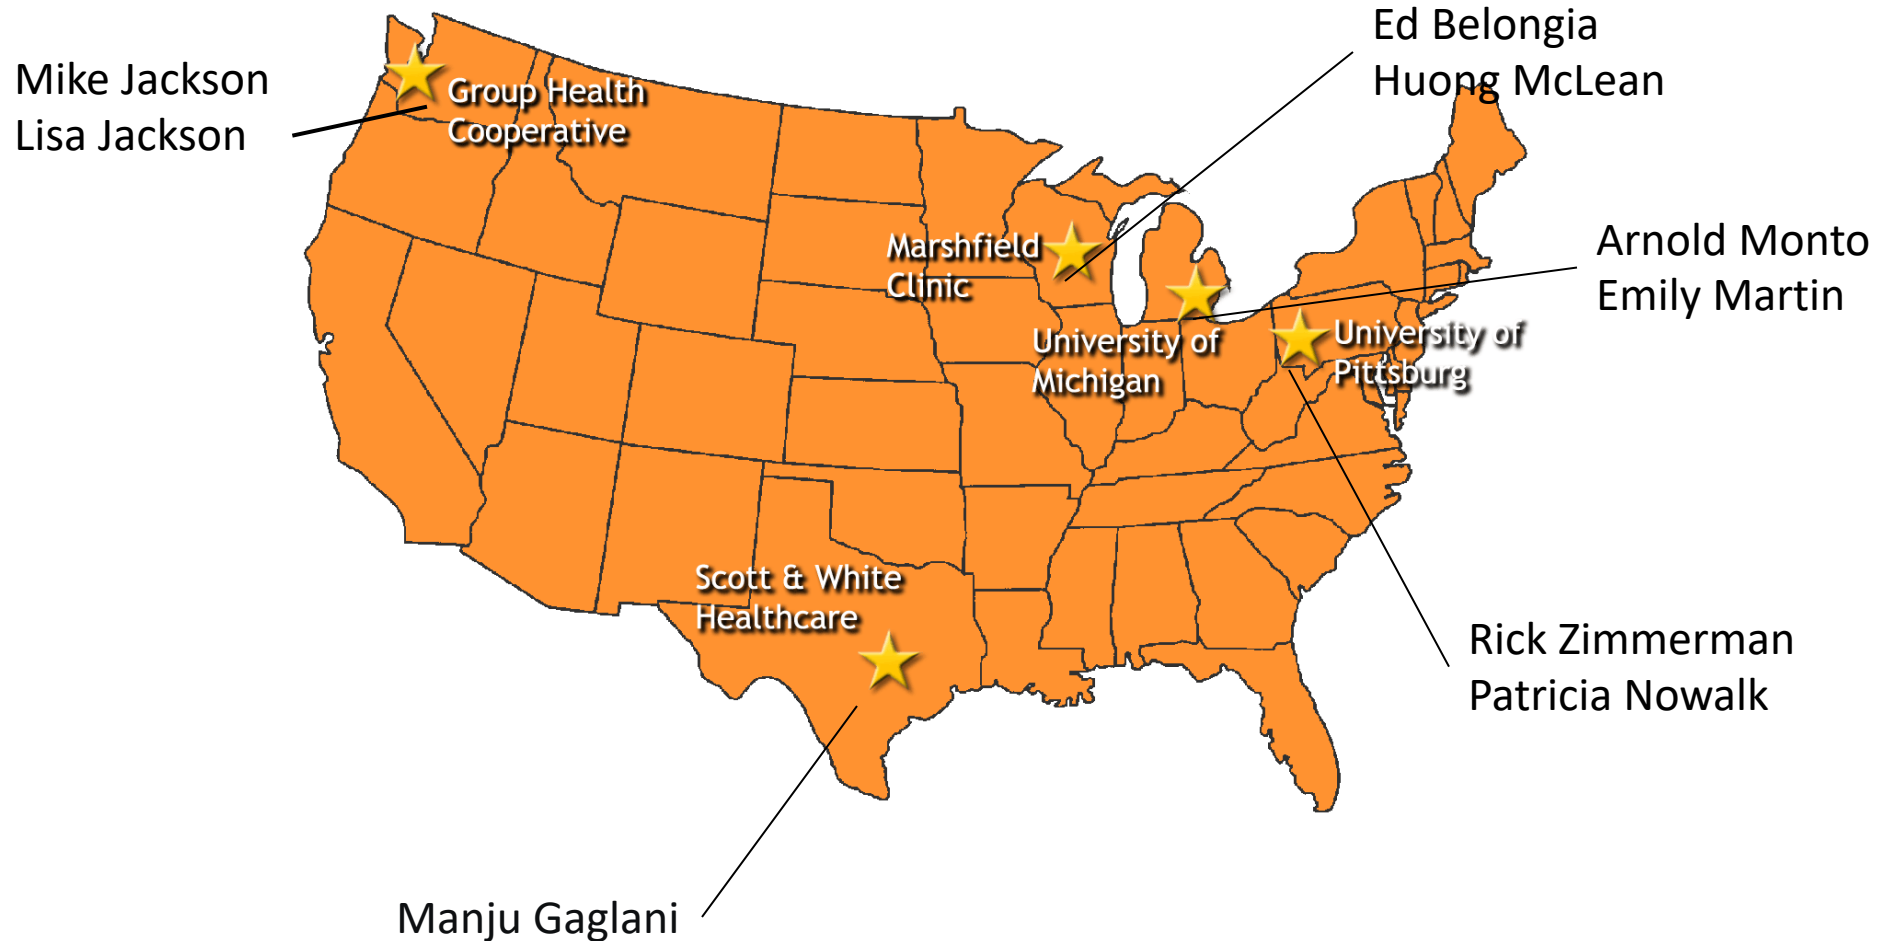 Mike Jackson
Lisa Jackson
Group Health
Cooperative
Ed Belongia
Huong McLean
Marshfield
Clinic
Arnold Monto
Emily Martin
University of
Michigan
University of
Pittsburg
Scott & White
Healthcare
Rick Zimmerman
Patricia Nowalk
Manju Gaglani